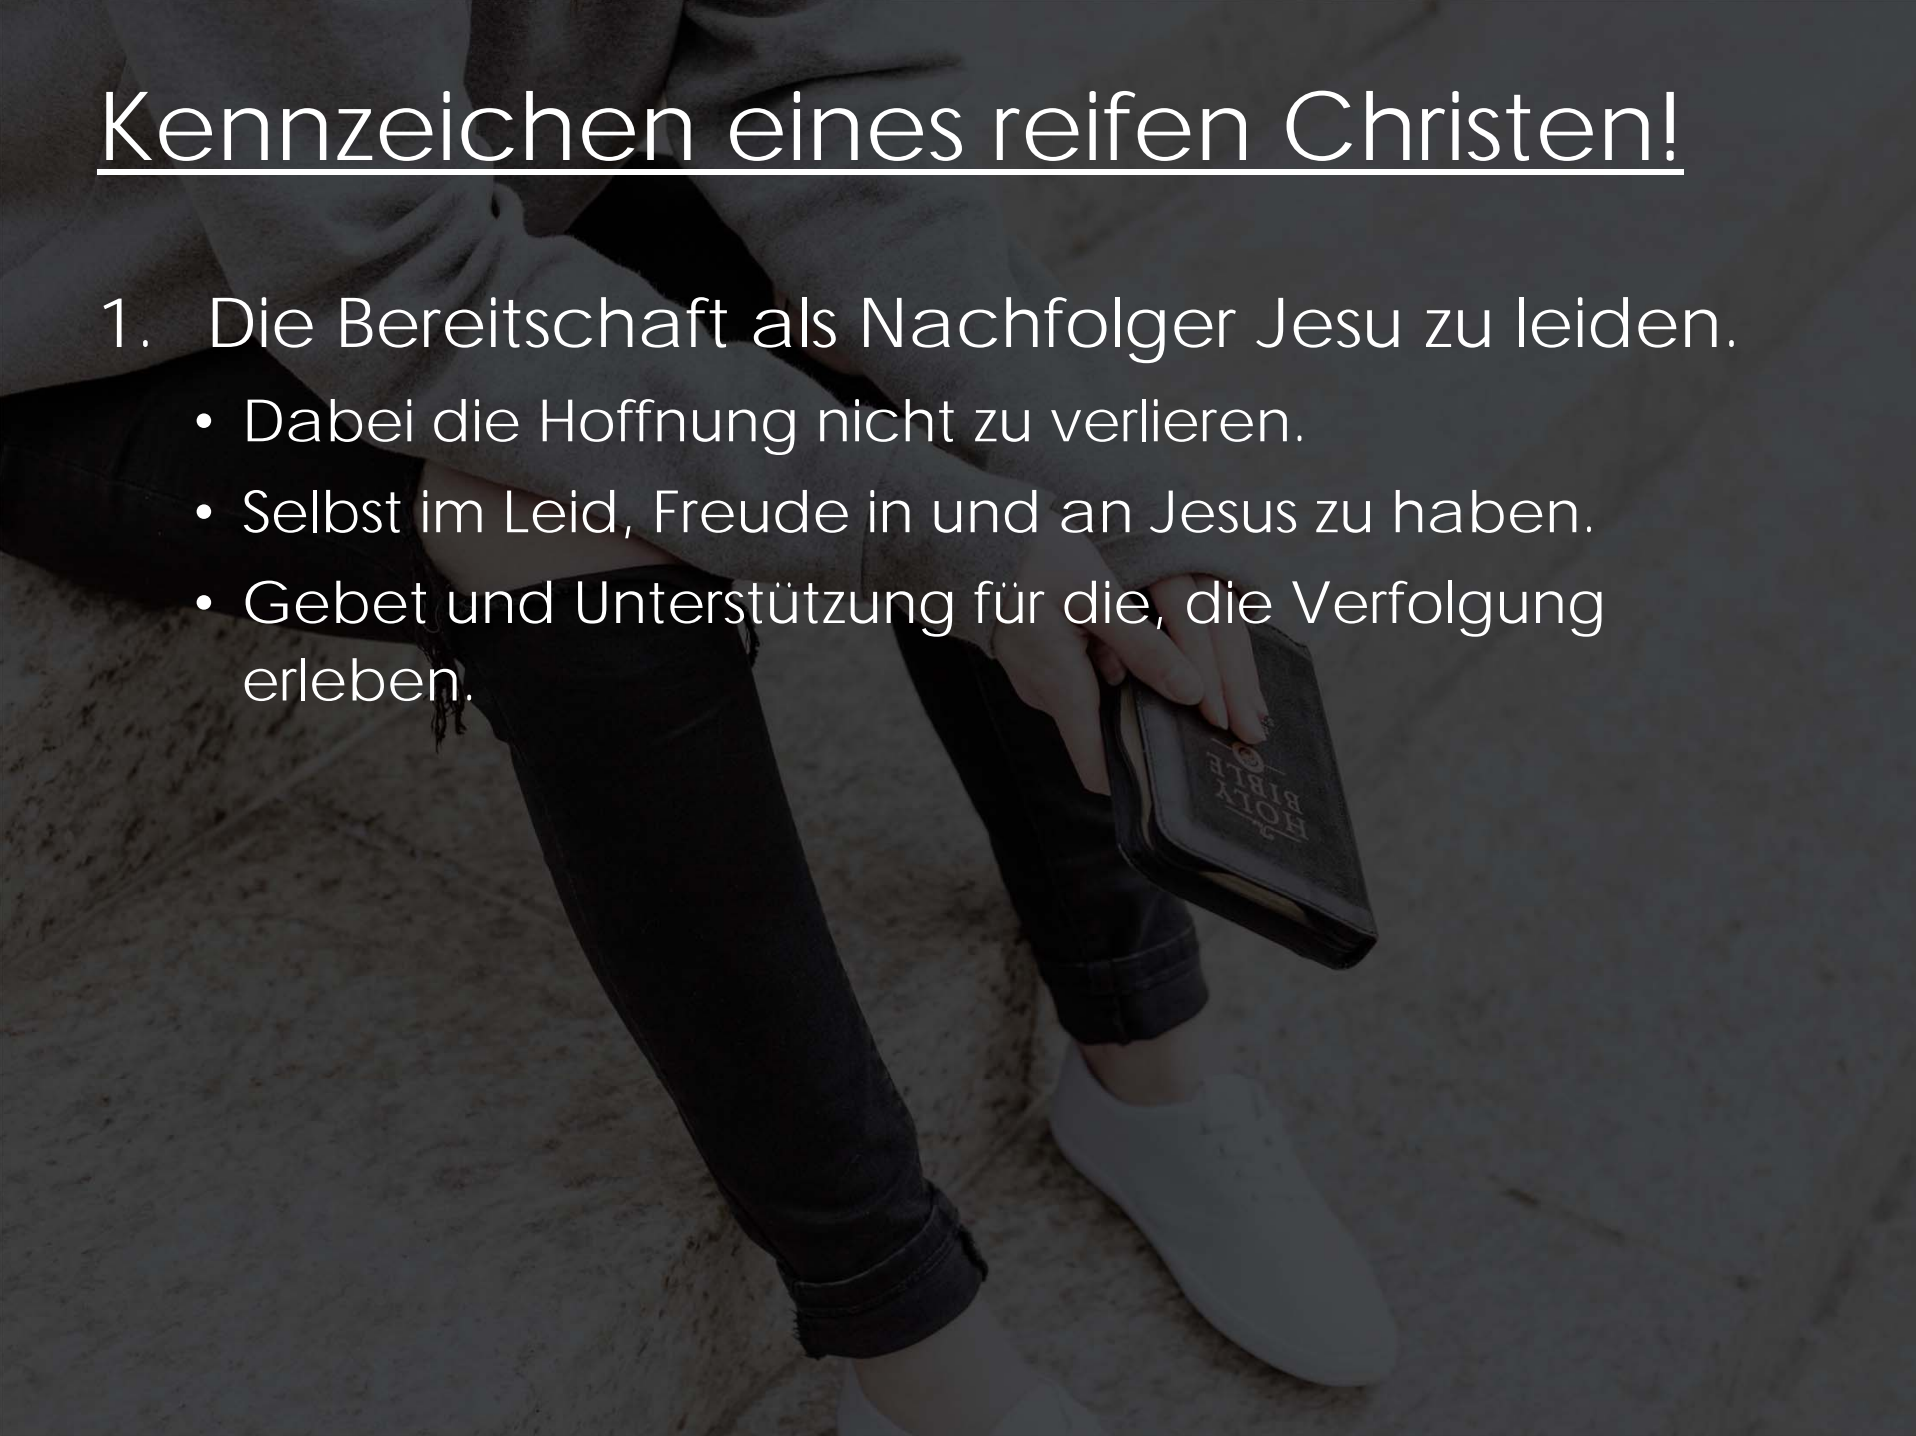 Kennzeichen eines reifen Christen!
1. Die Bereitschaft als Nachfolger Jesu zu leiden.
• Dabei die Hoffnung nicht zu verlieren.
• Selbst im Leid, Freude in und an Jesus zu haben.
• Gebet und Unterstützung für die, die Verfolgung
erleben.
HOLY
BIBLE